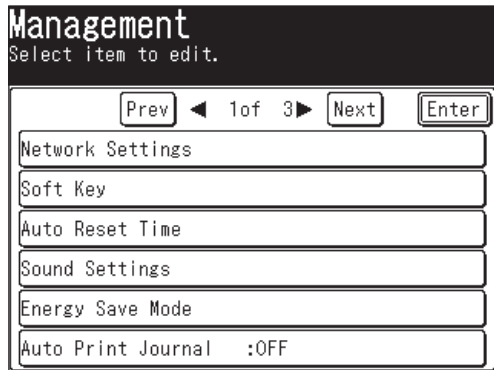 Management
Select item to edit.
Prev ◀ 1of 3▶ Next Enter
Network Settings
Soft Key
Auto Reset Time
Sound Settings
Energy Save Mode
Auto Print Journal :OFF